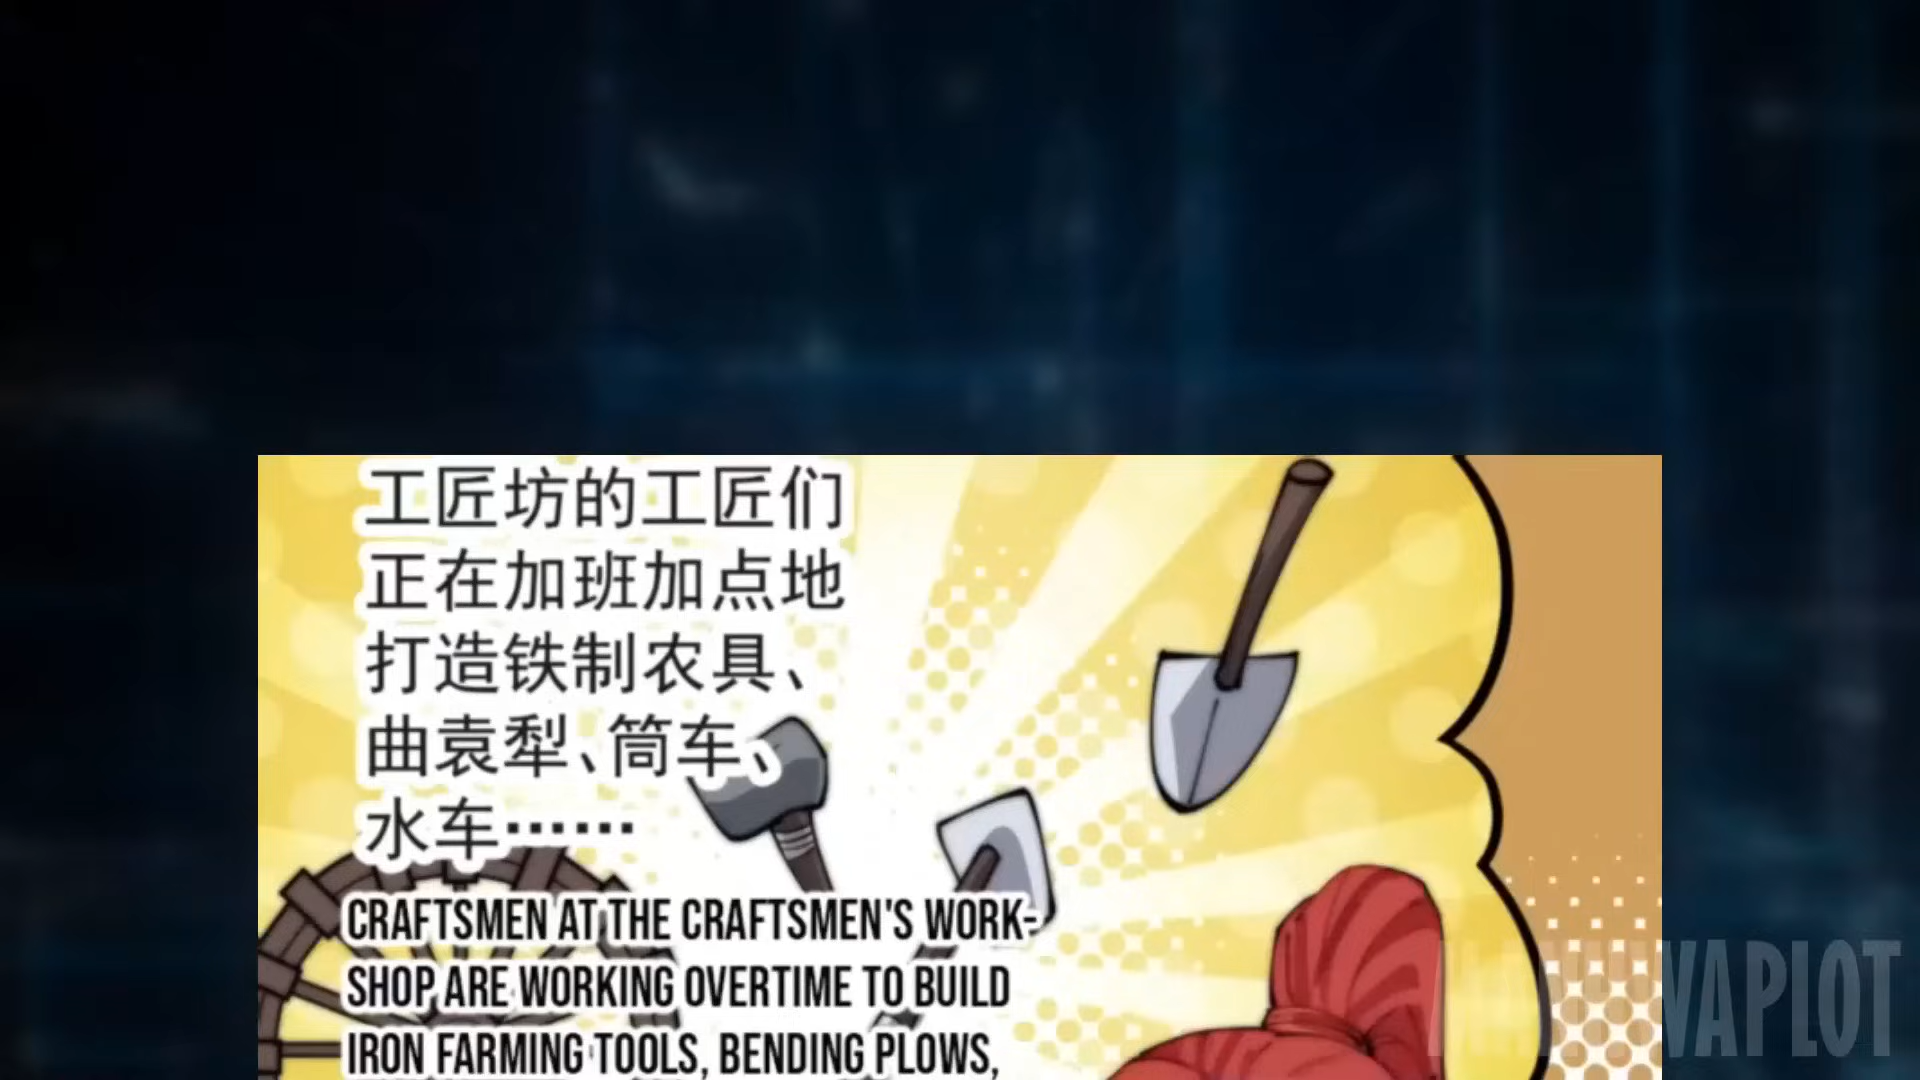 工匠坊的工匠们
正在加班加点地
打造铁制农具、
曲袁犁、筒车、
水车……
CRAFTSMEN AT THE CRAFTSMEN'S WORK-
SHOP ARE WORKING OVERTIME TO BUILD
IRON FARMING TOOLS, BENDING PLOWS,
MANHWAPLOT